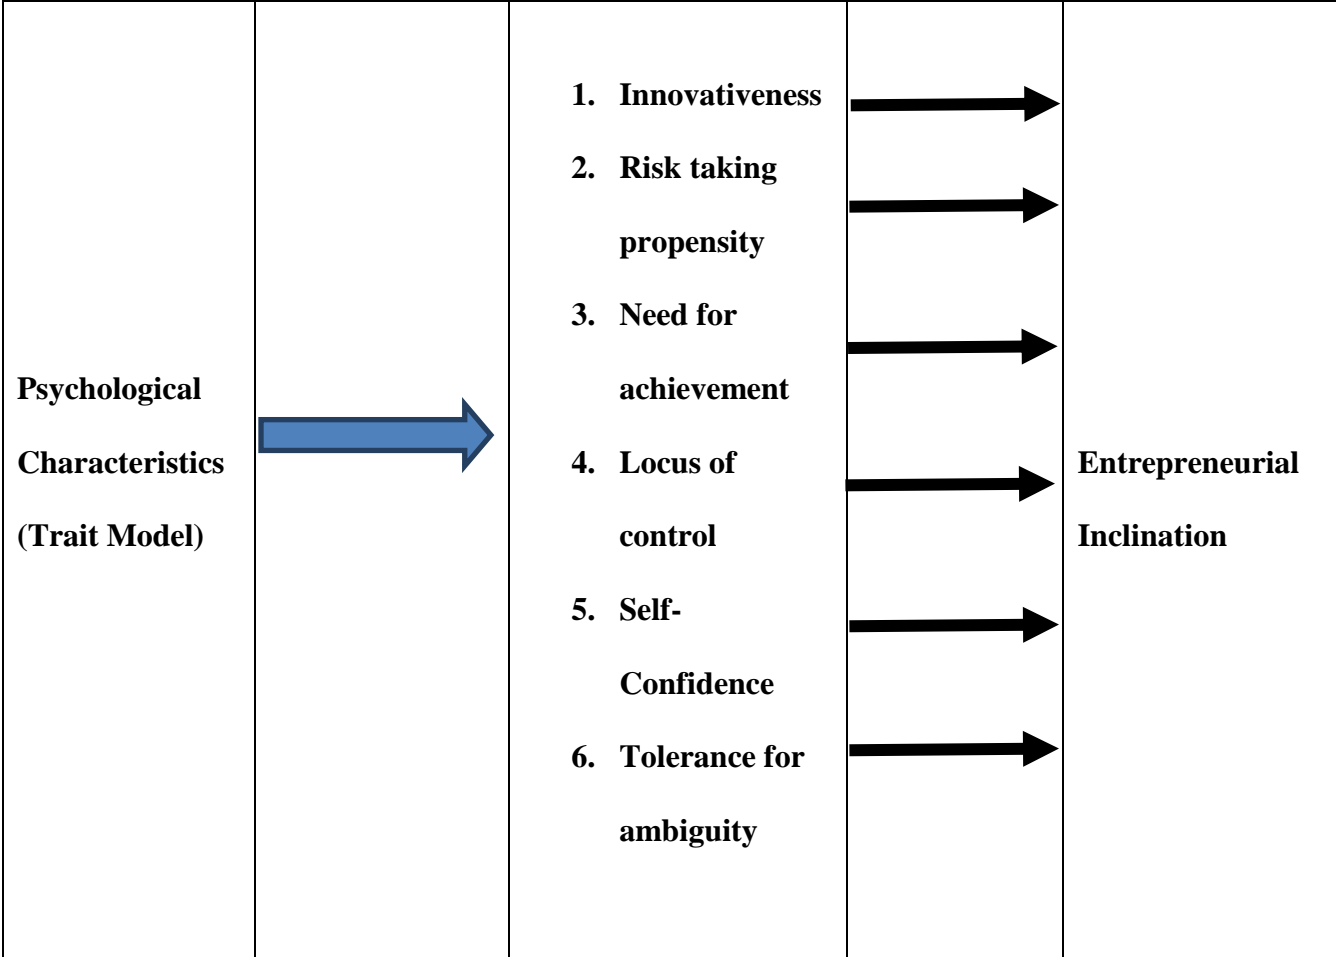 Psychological
Characteristics
(Trait Model)
1. Innovativeness
2. Risk taking
propensity
3. Need for
achievement
4. Locus of
control
5. Self-
Confidence
6. Tolerance for
ambiguity
Entrepreneurial
Inclination